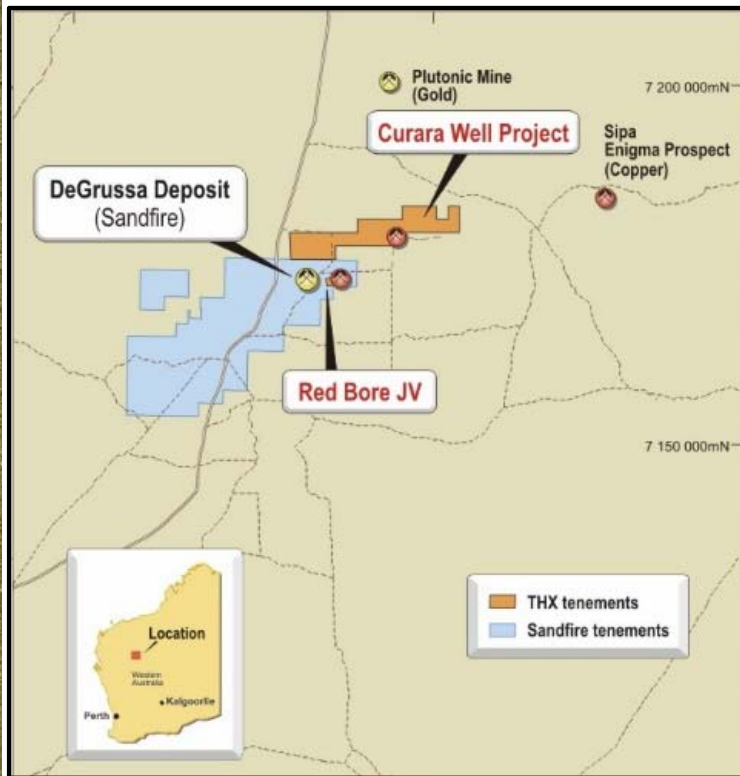 Plutonic Mine
(Gold)
7 200 000mN
Curara Well Project
Sipa
Enigma Prospect
(Copper)
DeGrussa Deposit
(Sandfire)
Red Bore JV
7 150 000mN
THX tenements
Sandfire tenements
Location
Western
Australia
Kalgoorlie
Perth